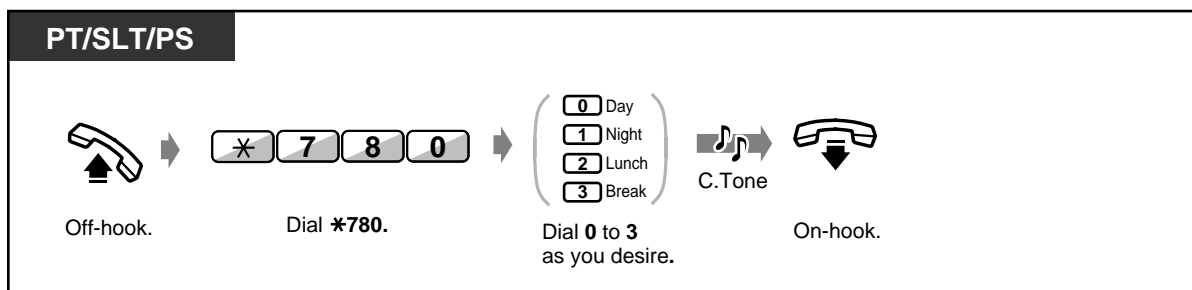 PT/SLT/PS
0 Day
1 Night
2 Lunch
3 Break
✳ 7 8 0
C.Tone
Off-hook.
Dial ✳780.
Dial 0 to 3
as you desire.
On-hook.